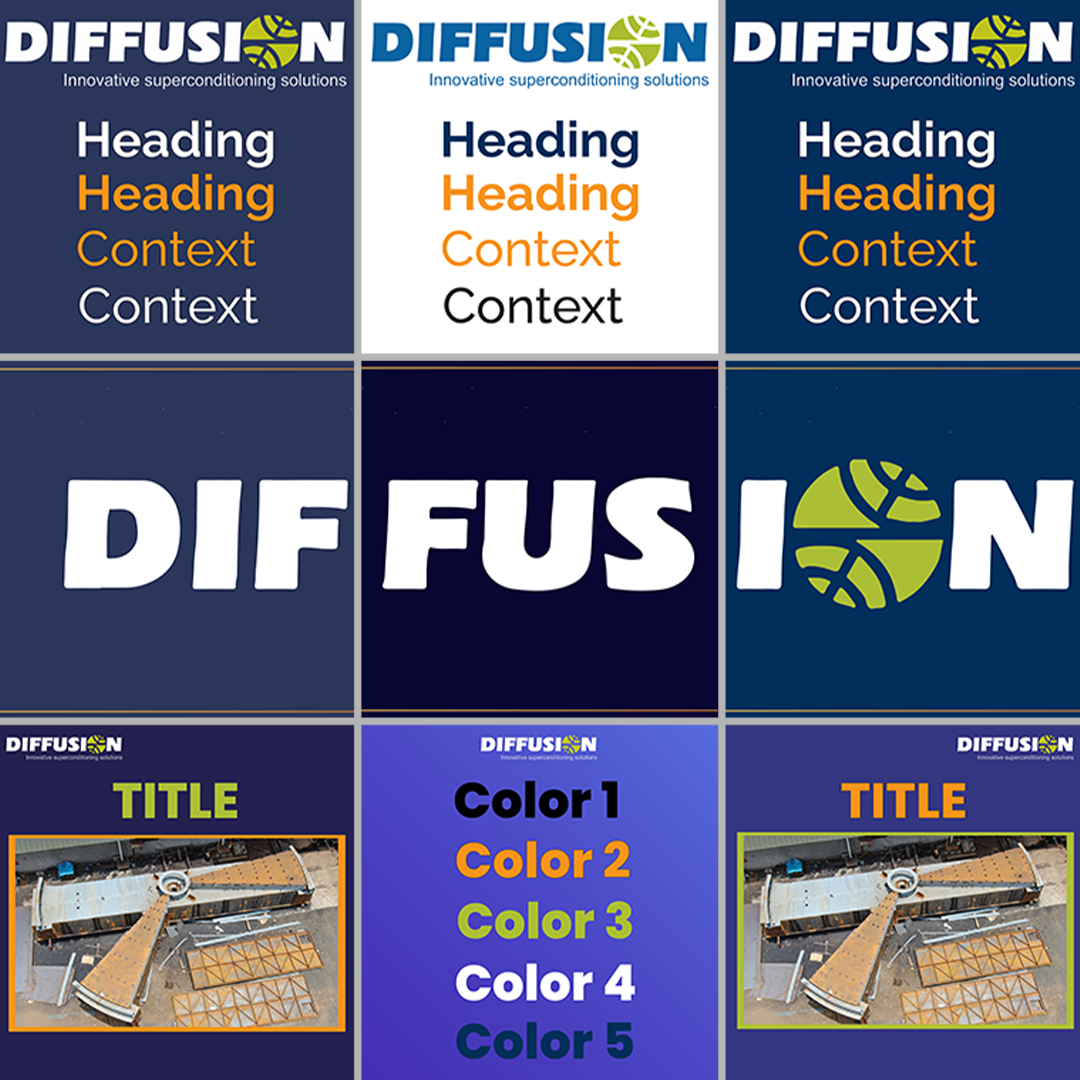 DIFFUSION
Innovative superconditioning solutions
Heading
Heading
Context
Context
DIFFUSION
Innovative superconditioning solutions
Heading
Heading
Context
Context
DIFFUSION
Innovative superconditioning solutions
Heading
Heading
Context
Context
DIF
FUS
ION
DIFFUSION
Innovative superconditioning solutions
TITLE
DIFFUSION
Innovative superconditioning solutions
Color 1
Color 2
Color 3
Color 4
Color 5
DIFFUSION
Innovative superconditioning solutions
TITLE